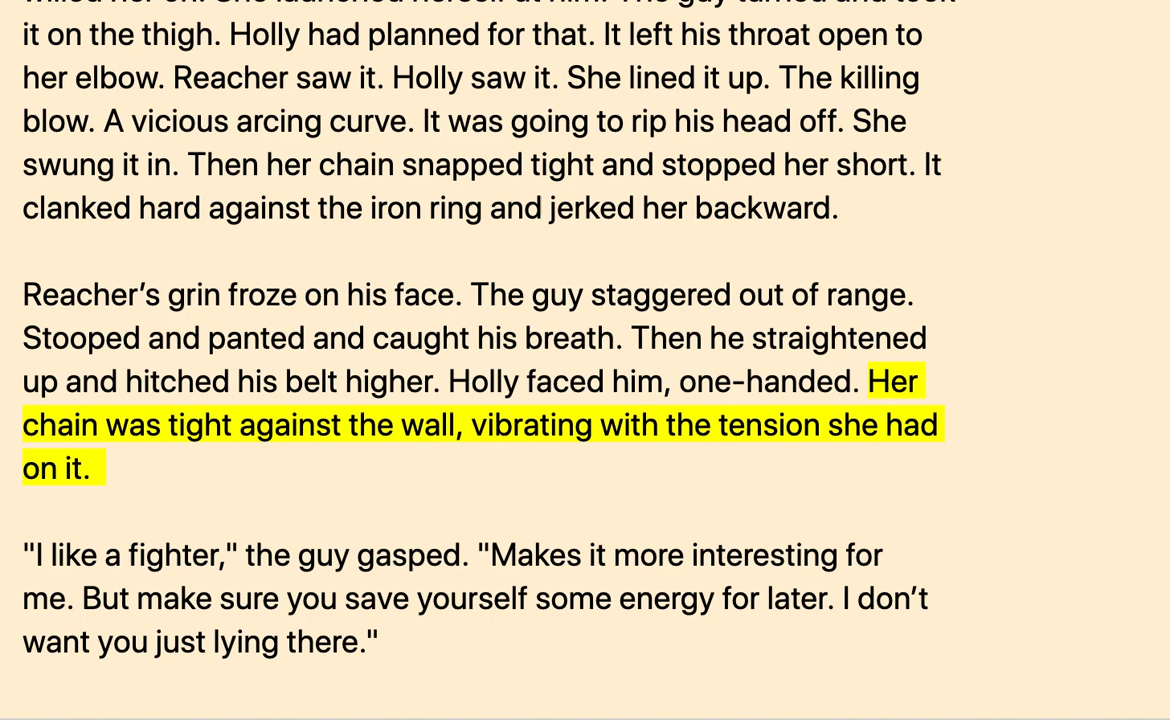 it on the thigh. Holly had planned for that. It left his throat open to
her elbow. Reacher saw it. Holly saw it. She lined it up. The killing
blow. A vicious arcing curve. It was going to rip his head off. She
swung it in. Then her chain snapped tight and stopped her short. It
clanked hard against the iron ring and jerked her backward.
Reacher’s grin froze on his face. The guy staggered out of range.
Stooped and panted and caught his breath. Then he straightened
up and hitched his belt higher. Holly faced him, one-handed. Her
chain was tight against the wall, vibrating with the tension she had
on it.
"I like a fighter," the guy gasped. "Makes it more interesting for
me. But make sure you save yourself some energy for later. I don’t
want you just lying there."